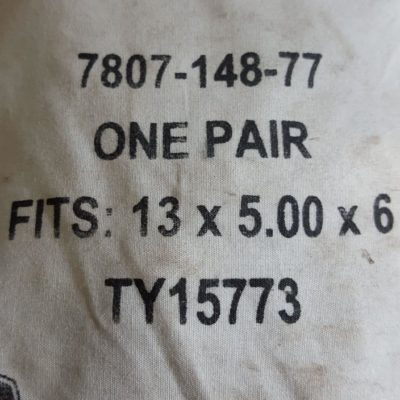 7807-148-77
ONE PAIR
FITS: 13 x 5.00 x 6
TY15773